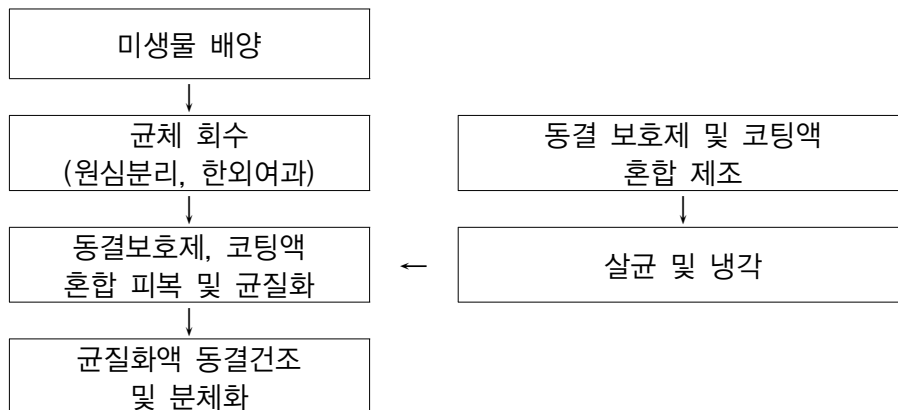 미생물 배양
균체 회수
(원심분리, 한외여과)
동결 보호제 및 코팅액
혼합 제조
동결보호제, 코팅액
혼합 피복 및 균질화
살균 및 냉각
균질화액 동결건조
및 분체화